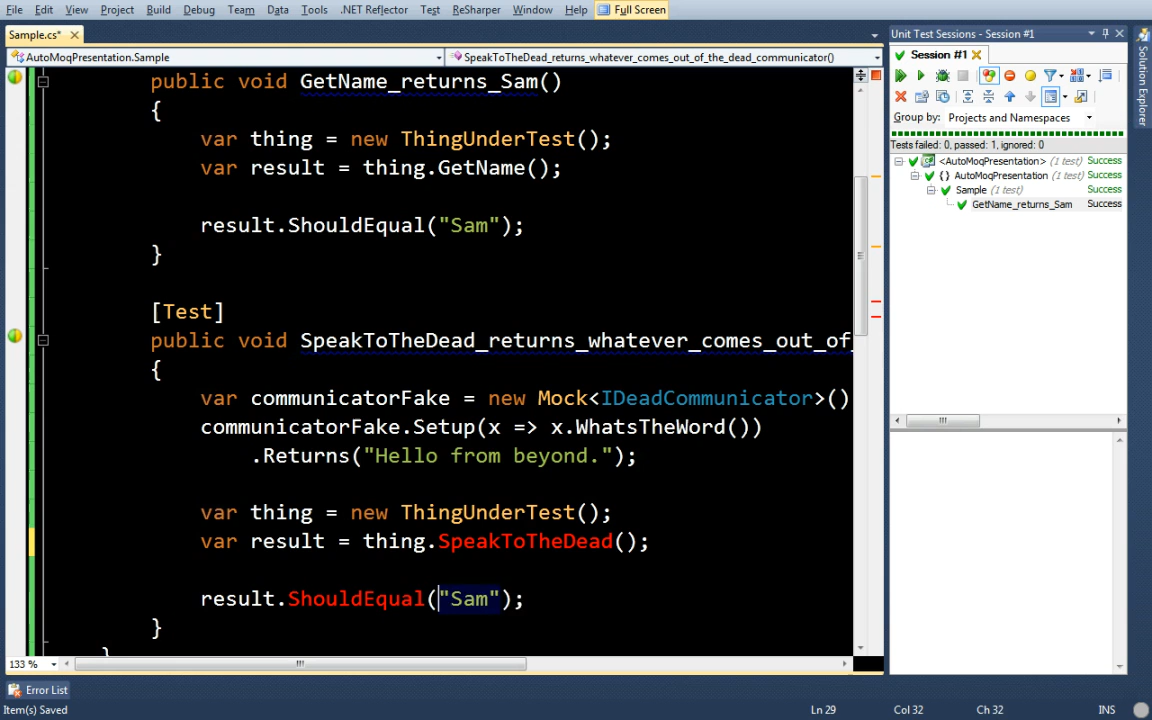 File Edit View Project Build Debug Team Data Tools .NET Reflector Test ReSharper Window Help Full Screen
Sample.cs*
AutoMoqPresentation.Sample
SpeakToTheDead_returns_whatever_comes_out_of_the_dead_communicator()
public void GetName_returns_Sam()
{
var thing = new ThingUnderTest();
var result = thing.GetName();
result.ShouldEqual("Sam");
}
[Test]
public void SpeakToTheDead_returns_whatever_comes_out_of_
{
var communicatorFake = new Mock<IDeadCommunicator>()
communicatorFake.Setup(x => x.WhatsTheWord())
.Returns("Hello from beyond.");
var thing = new ThingUnderTest();
var result = thing.SpeakToTheDead();
result.ShouldEqual("Sam");
}
}
133 %
Unit Test Sessions - Session #1
Session #1
Group by: Projects and Namespaces
Tests failed: 0, passed: 1, ignored: 0
<AutoMoqPresentation> (1 test) Success
{} AutoMoqPresentation (1 test) Success
Sample (1 test) Success
GetName_returns_Sam Success
Solution Explorer
Error List
Item(s) Saved
Ln 29 Col 32 Ch 32 INS